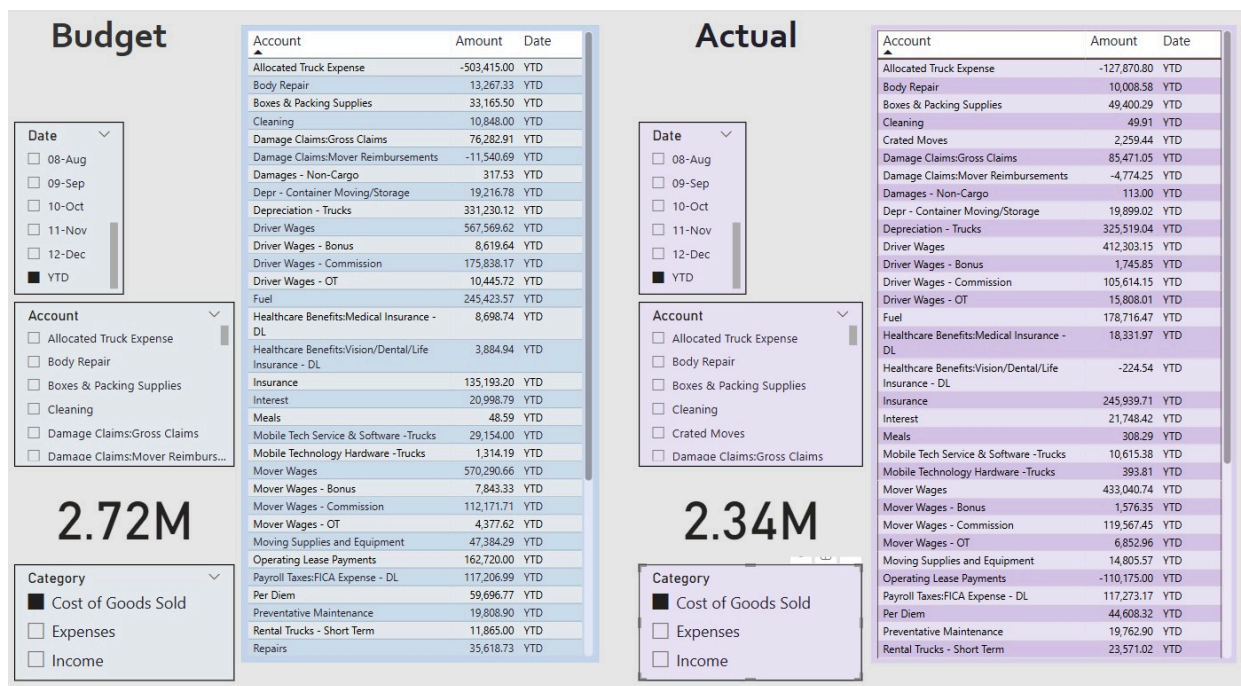 Budget
Date
08-Aug
09-Sep
10-Oct
11-Nov
12-Dec
YTD
Account
Allocated Truck Expense
Body Repair
Boxes & Packing Supplies
Cleaning
Damage Claims:Gross Claims
Damage Claims:Mover Reimburs...
2.72M
Category
Cost of Goods Sold
Expenses
Income
Account Amount Date
Allocated Truck Expense -503,415.00 YTD
Body Repair 13,267.33 YTD
Boxes & Packing Supplies 33,165.50 YTD
Cleaning 10,848.00 YTD
Damage Claims:Gross Claims 76,282.91 YTD
Damage Claims:Mover Reimbursements -11,540.69 YTD
Damages - Non-Cargo 317.53 YTD
Depr - Container Moving/Storage 19,216.78 YTD
Depreciation - Trucks 331,230.12 YTD
Driver Wages 567,569.62 YTD
Driver Wages - Bonus 8,619.64 YTD
Driver Wages - Commission 175,838.17 YTD
Driver Wages - OT 10,445.72 YTD
Fuel 245,423.57 YTD
Healthcare Benefits:Medical Insurance - 8,698.74 YTD
DL
Healthcare Benefits:Vision/Dental/Life 3,884.94 YTD
Insurance - DL
Insurance 135,193.20 YTD
Interest 20,998.79 YTD
Meals 48.59 YTD
Mobile Tech Service & Software -Trucks 29,154.00 YTD
Mobile Technology Hardware -Trucks 1,314.19 YTD
Mover Wages 570,290.66 YTD
Mover Wages - Bonus 7,843.33 YTD
Mover Wages - Commission 112,171.71 YTD
Mover Wages - OT 4,377.62 YTD
Moving Supplies and Equipment 47,384.29 YTD
Operating Lease Payments 162,720.00 YTD
Payroll Taxes:FICA Expense - DL 117,206.99 YTD
Per Diem 59,696.77 YTD
Preventative Maintenance 19,808.90 YTD
Rental Trucks - Short Term 11,865.00 YTD
Repairs 35,618.73 YTD
Actual
Date
08-Aug
09-Sep
10-Oct
11-Nov
12-Dec
YTD
Account
Allocated Truck Expense
Body Repair
Boxes & Packing Supplies
Cleaning
Crated Moves
Damage Claims:Gross Claims
2.34M
Category
Cost of Goods Sold
Expenses
Income
Account Amount Date
Allocated Truck Expense -127,870.80 YTD
Body Repair 10,008.58 YTD
Boxes & Packing Supplies 49,400.29 YTD
Cleaning 49.91 YTD
Crated Moves 2,259.44 YTD
Damage Claims:Gross Claims 85,471.05 YTD
Damage Claims:Mover Reimbursements -4,774.25 YTD
Damages - Non-Cargo 113.00 YTD
Depr - Container Moving/Storage 19,899.02 YTD
Depreciation - Trucks 325,519.04 YTD
Driver Wages 412,303.15 YTD
Driver Wages - Bonus 1,745.85 YTD
Driver Wages - Commission 105,614.15 YTD
Driver Wages - OT 15,808.01 YTD
Fuel 178,716.47 YTD
Healthcare Benefits:Medical Insurance - 18,331.97 YTD
DL
Healthcare Benefits:Vision/Dental/Life -224.54 YTD
Insurance - DL
Insurance 245,939.71 YTD
Interest 21,748.42 YTD
Meals 308.29 YTD
Mobile Tech Service & Software -Trucks 10,615.38 YTD
Mobile Technology Hardware -Trucks 393.81 YTD
Mover Wages 433,040.74 YTD
Mover Wages - Bonus 1,576.35 YTD
Mover Wages - Commission 119,567.45 YTD
Mover Wages - OT 6,852.96 YTD
Moving Supplies and Equipment 14,805.57 YTD
Operating Lease Payments -110,175.00 YTD
Payroll Taxes:FICA Expense - DL 117,273.17 YTD
Per Diem 44,608.32 YTD
Preventative Maintenance 19,762.90 YTD
Rental Trucks - Short Term 23,571.02 YTD